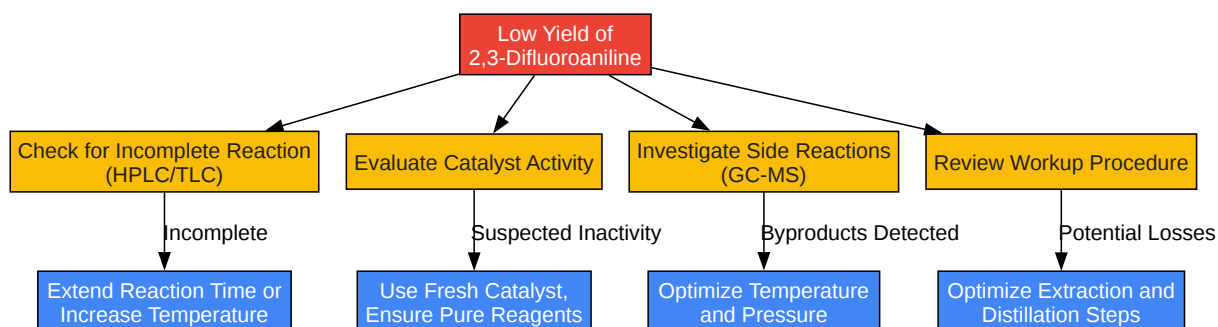 Low Yield of
2,3-Difluoroaniline
Check for Incomplete Reaction
(HPLC/TLC)
Evaluate Catalyst Activity
Investigate Side Reactions
(GC-MS)
Review Workup Procedure
Incomplete
Suspected Inactivity
Byproducts Detected
Potential Losses
Extend Reaction Time or
Increase Temperature
Use Fresh Catalyst,
Ensure Pure Reagents
Optimize Temperature
and Pressure
Optimize Extraction and
Distillation Steps